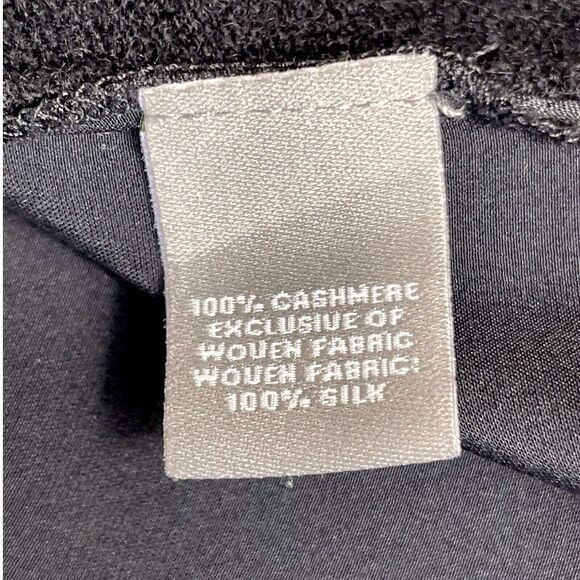 100% CASHMERE
EXCLUSIVE OF
WOVEN FABRIC
WOVEN FABRIC:
100% SILK